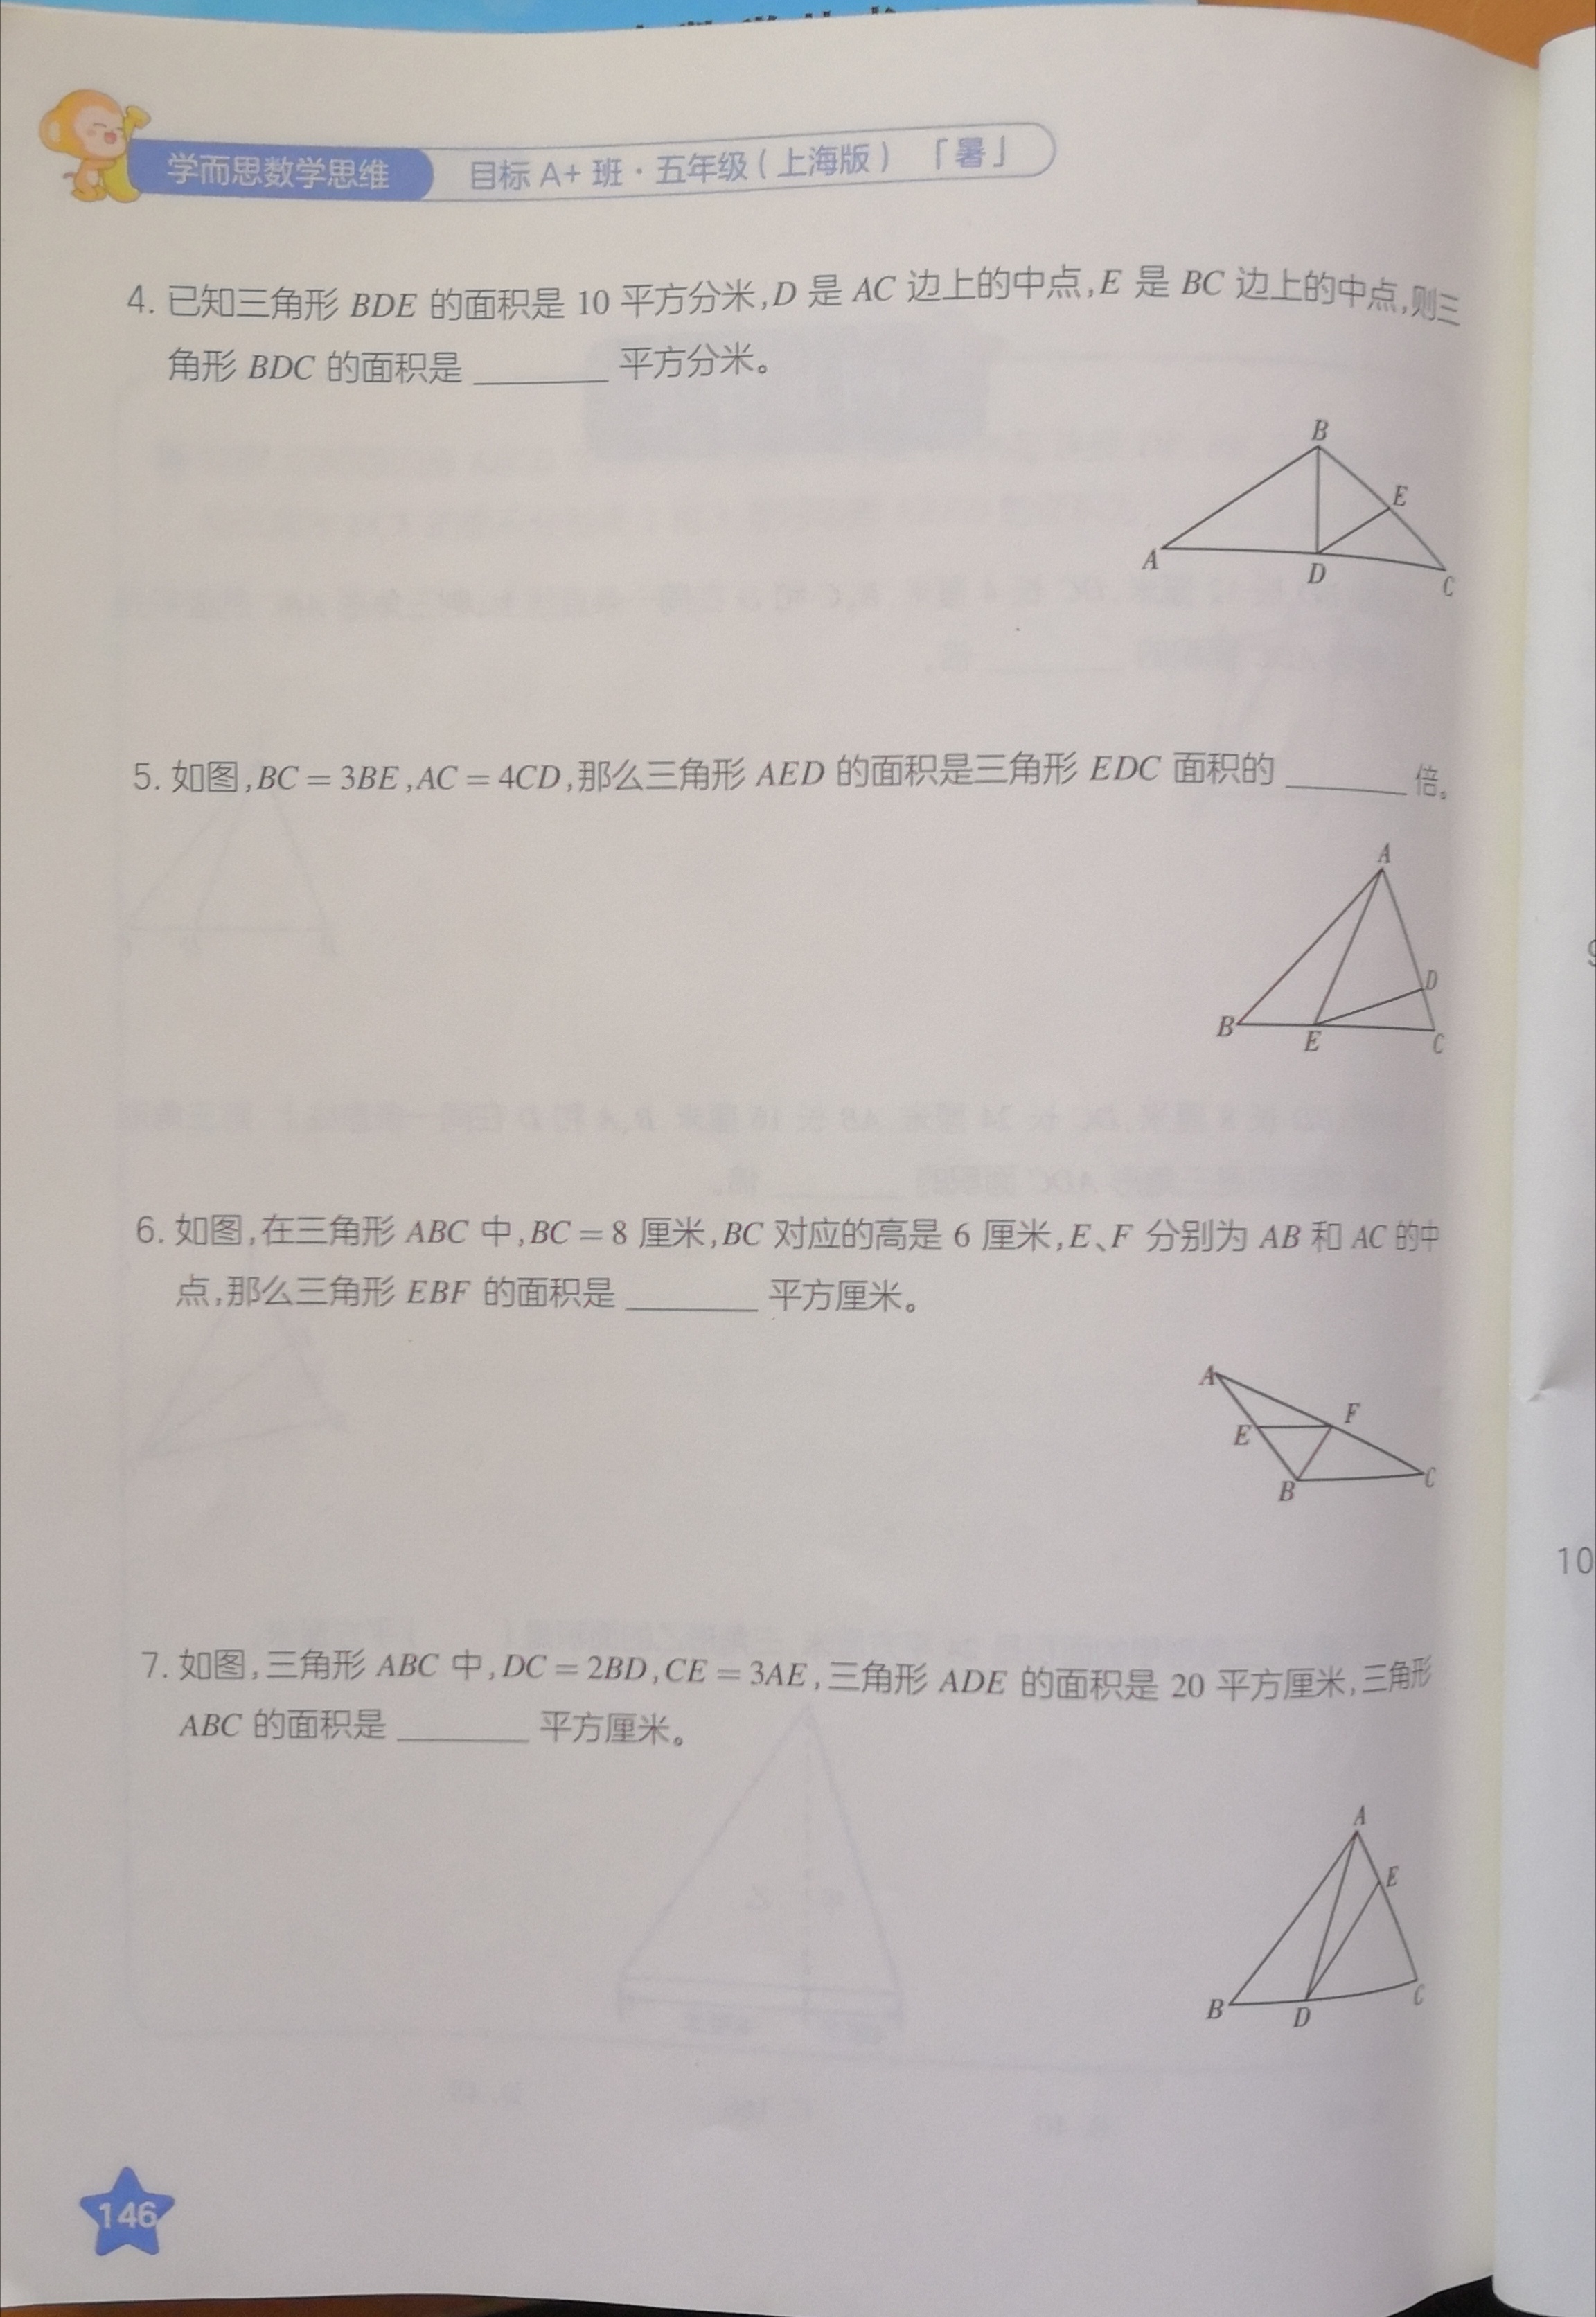 学而思数学思维 目标 A+ 班·五年级(上海版) 「暑」
4. 已知三角形 BDE 的面积是 10 平方分米,D 是 AC 边上的中点,E 是 BC 边上的中点,则三
角形 BDC 的面积是 ______ 平方分米。
B
E
A
D
C
5. 如图,BC = 3BE,AC = 4CD,那么三角形 AED 的面积是三角形 EDC 面积的 ______ 倍。
A
D
B
E
C
6. 如图,在三角形 ABC 中,BC = 8 厘米,BC 对应的高是 6 厘米,E、F 分别为 AB 和 AC 的中
点,那么三角形 EBF 的面积是 ______ 平方厘米。
A
F
E
C
B
10
7. 如图,三角形 ABC 中,DC = 2BD,CE = 3AE,三角形 ADE 的面积是 20 平方厘米,三角形
ABC 的面积是 ______ 平方厘米。
A
E
C
B
D
146